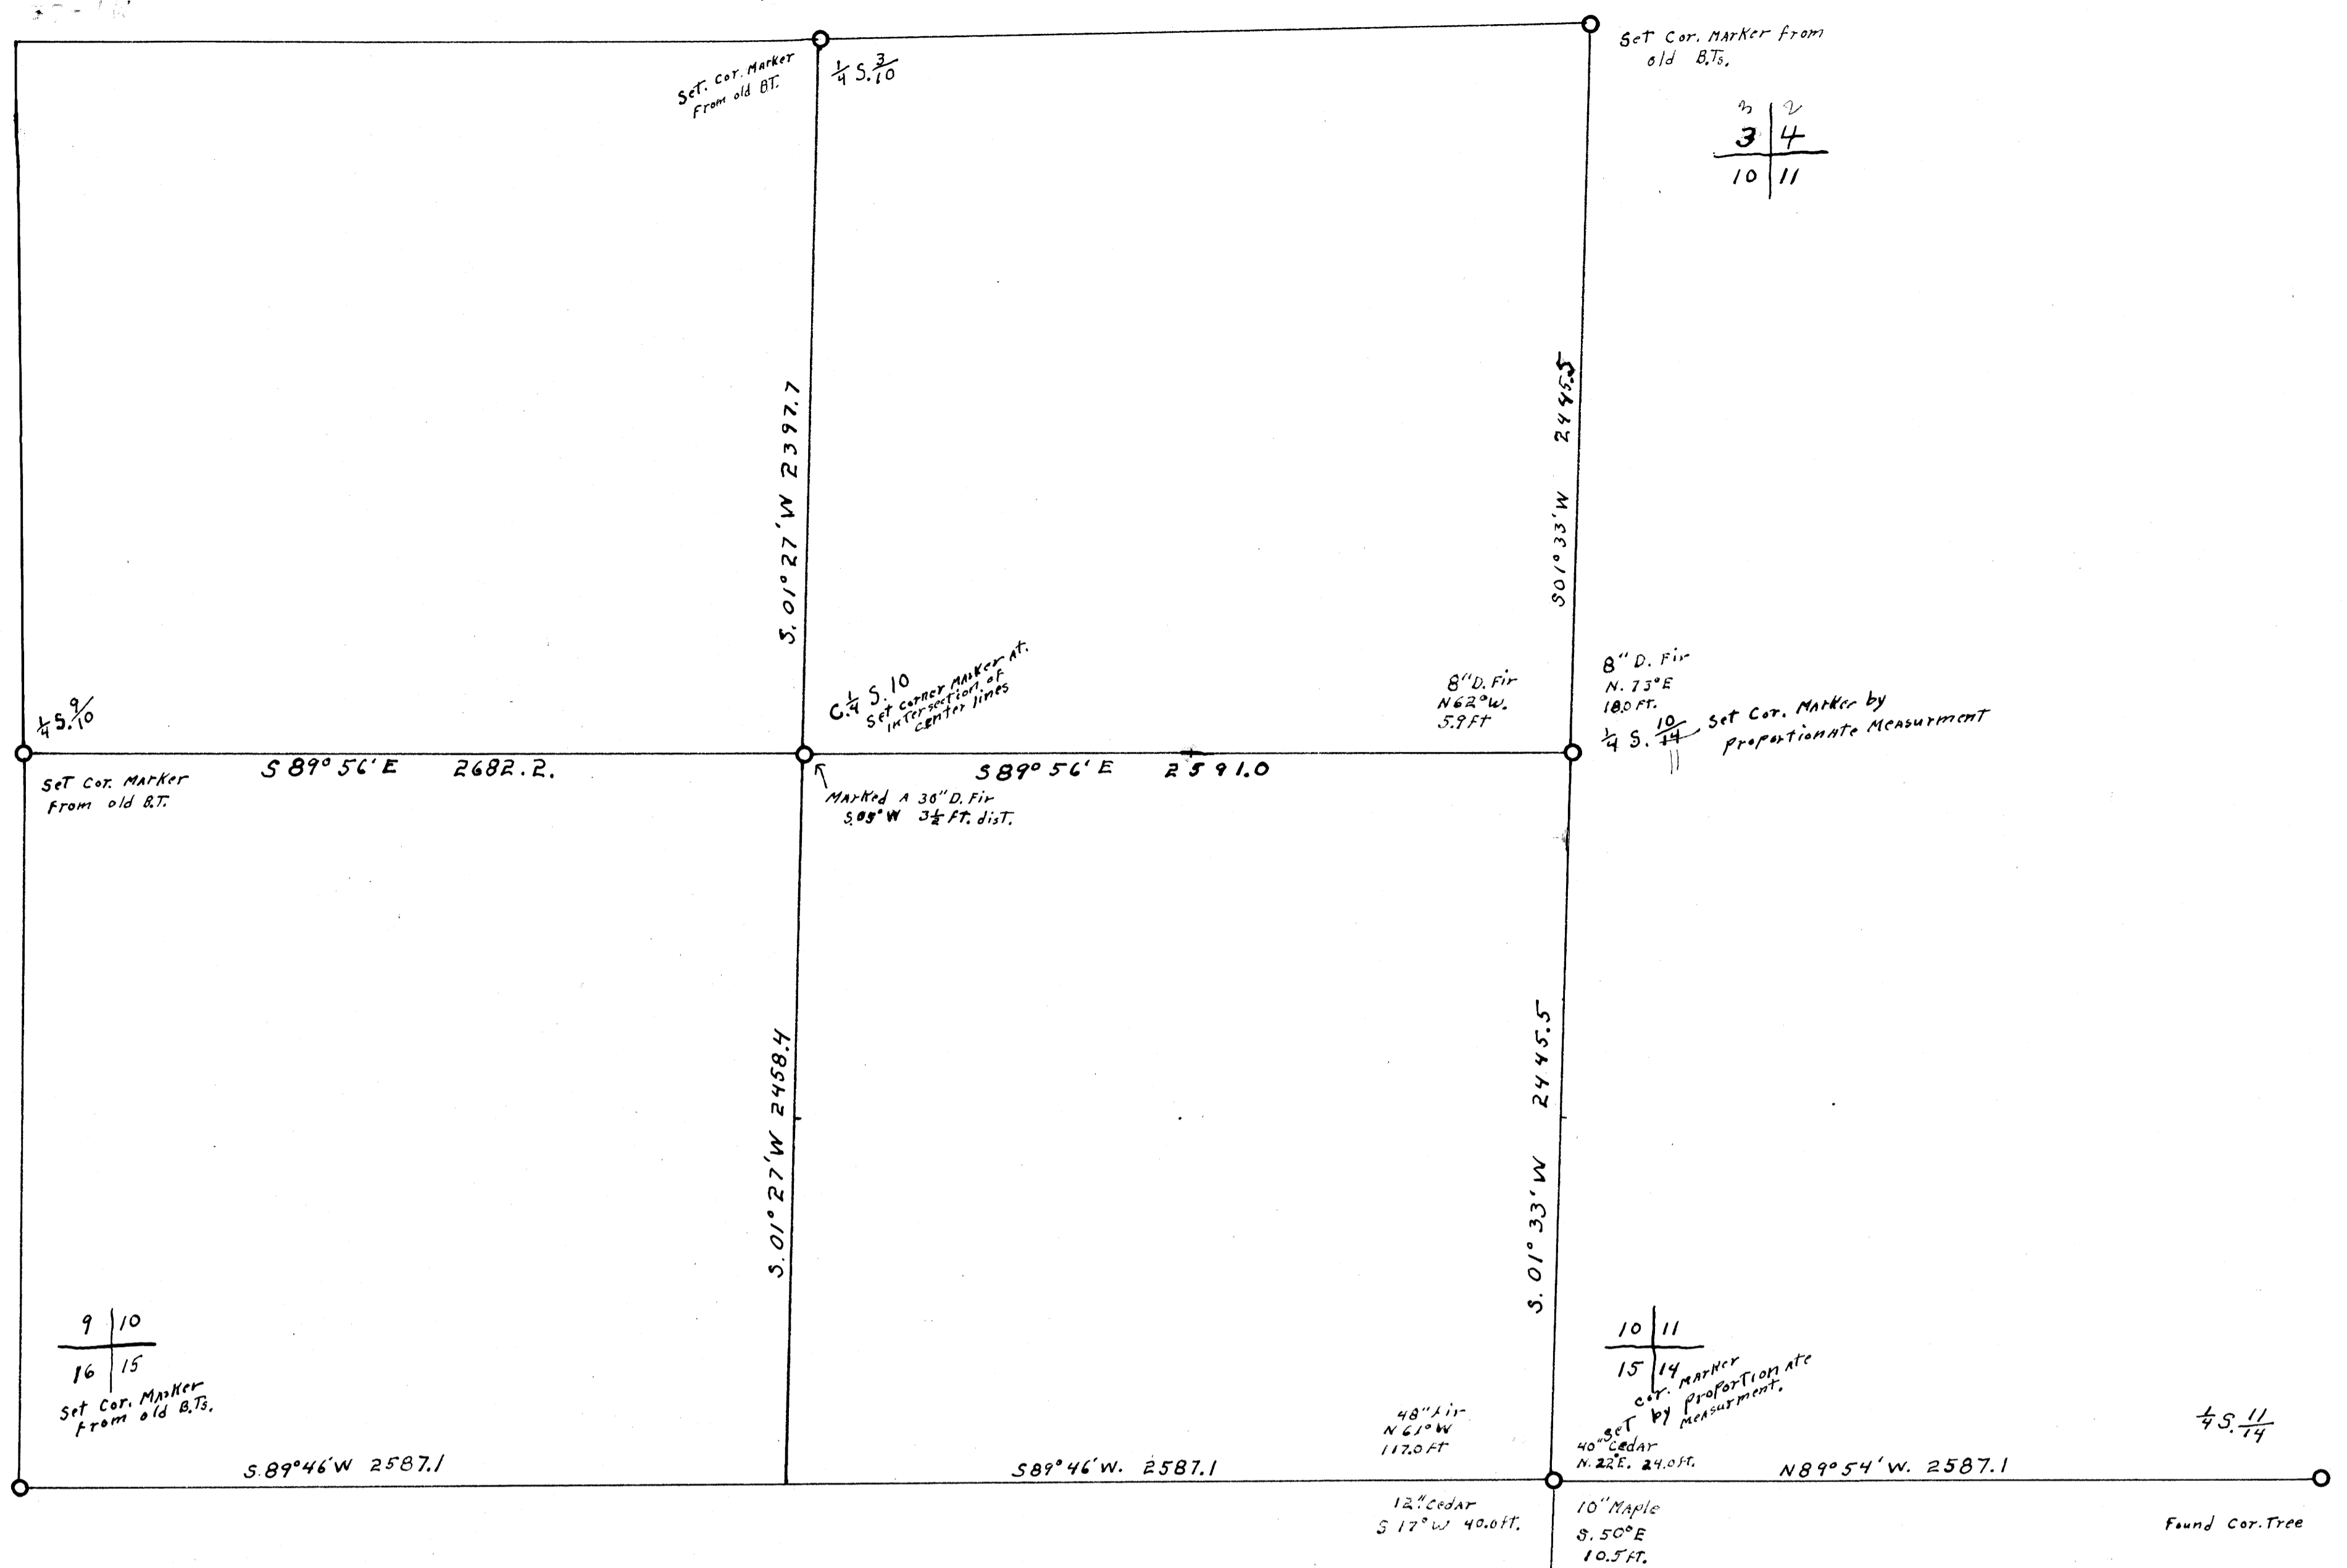 Set. Cor. Marker
From old B.T.
1/4 S. 3/10
Set Cor. Marker from
old B.Ts.
3 2
3 4
10 11
S. 01° 27' W 2397.7
S 01° 33' W 2445.5
1/4 S. 9/10
Set Cor. Marker
From old B.T.
S 89° 56' E 2682.2.
C. 1/4 S. 10
Set corner Marker At.
intersection of
center lines
Marked A 30" D. Fir
S. 05° W 3 1/2 ft. dist.
S 89° 56' E 2591.0
8" D. Fir
N 62° W.
5.9 Ft
8" D. Fir
N. 73° E
18.0 FT.
1/4 S. 10/14 Set Cor. Marker by
11 Proportionate Measurment
S. 01° 27' W 2458.4
S. 01° 33' W 2445.5
9 10
16 15
Set Cor. Marker
From old B.Ts.
10 11
15 14
Cor. Marker
Set by Proportionate
Measurment.
S. 89° 46' W 2587.1
S 89° 46' W. 2587.1
48" Fir
N 61° W
117.0 ft
40" Cedar
N. 22° E. 24.0 ft.
N 89° 54' W. 2587.1
1/4 S. 11/14
12" Cedar
S 17° W 40.0 ft.
10" Maple
S. 50° E
10.5 FT.
Found Cor. Tree